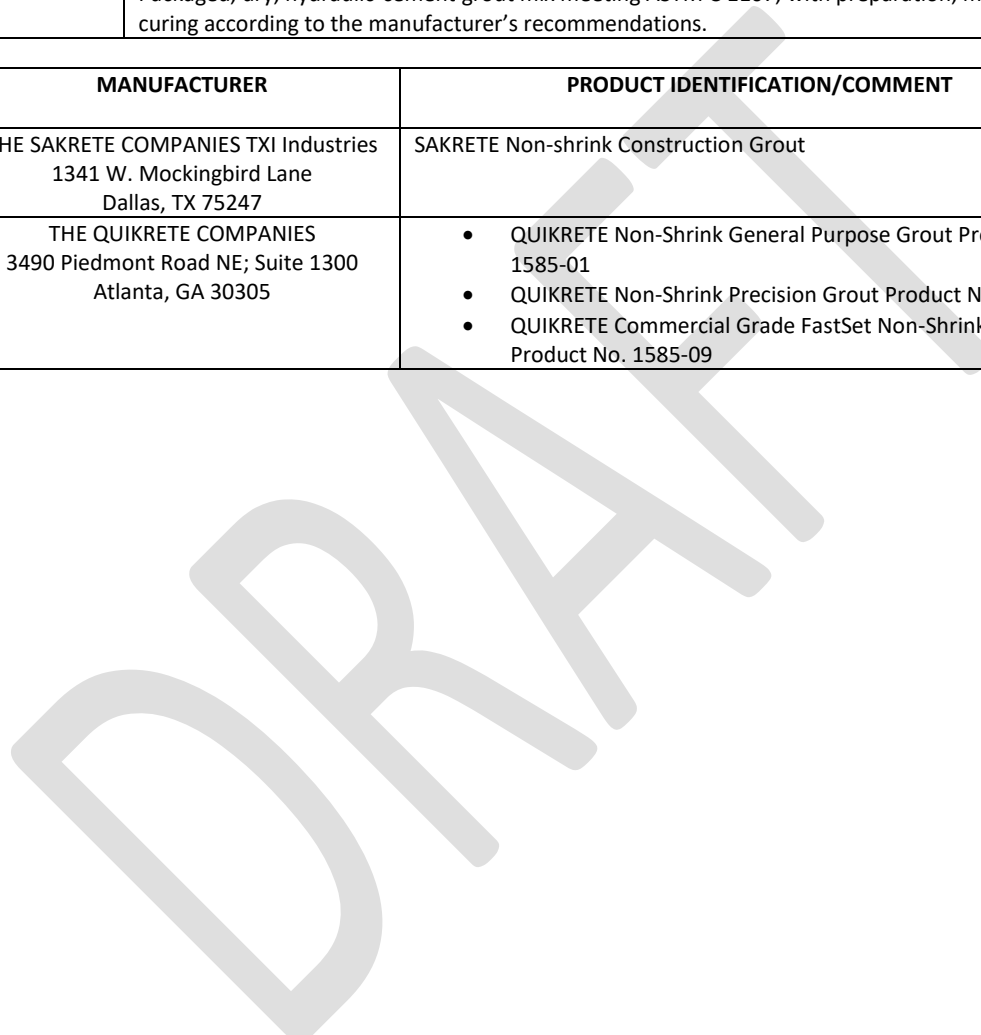 curing according to the manufacturer's recommendations.
MANUFACTURER
PRODUCT IDENTIFICATION/COMMENT
HE SAKRETE COMPANIES TXI Industries
1341 W. Mockingbird Lane
Dallas, TX 75247
SAKRETE Non-shrink Construction Grout
THE QUIKRETE COMPANIES
3490 Piedmont Road NE; Suite 1300
Atlanta, GA 30305
• QUIKRETE Non-Shrink General Purpose Grout
1585-01
• QUIKRETE Non-Shrink Precision Grout Product
• QUIKRETE Commercial Grade FastSet Non-Shrink
Product No. 1585-09
DRAFT